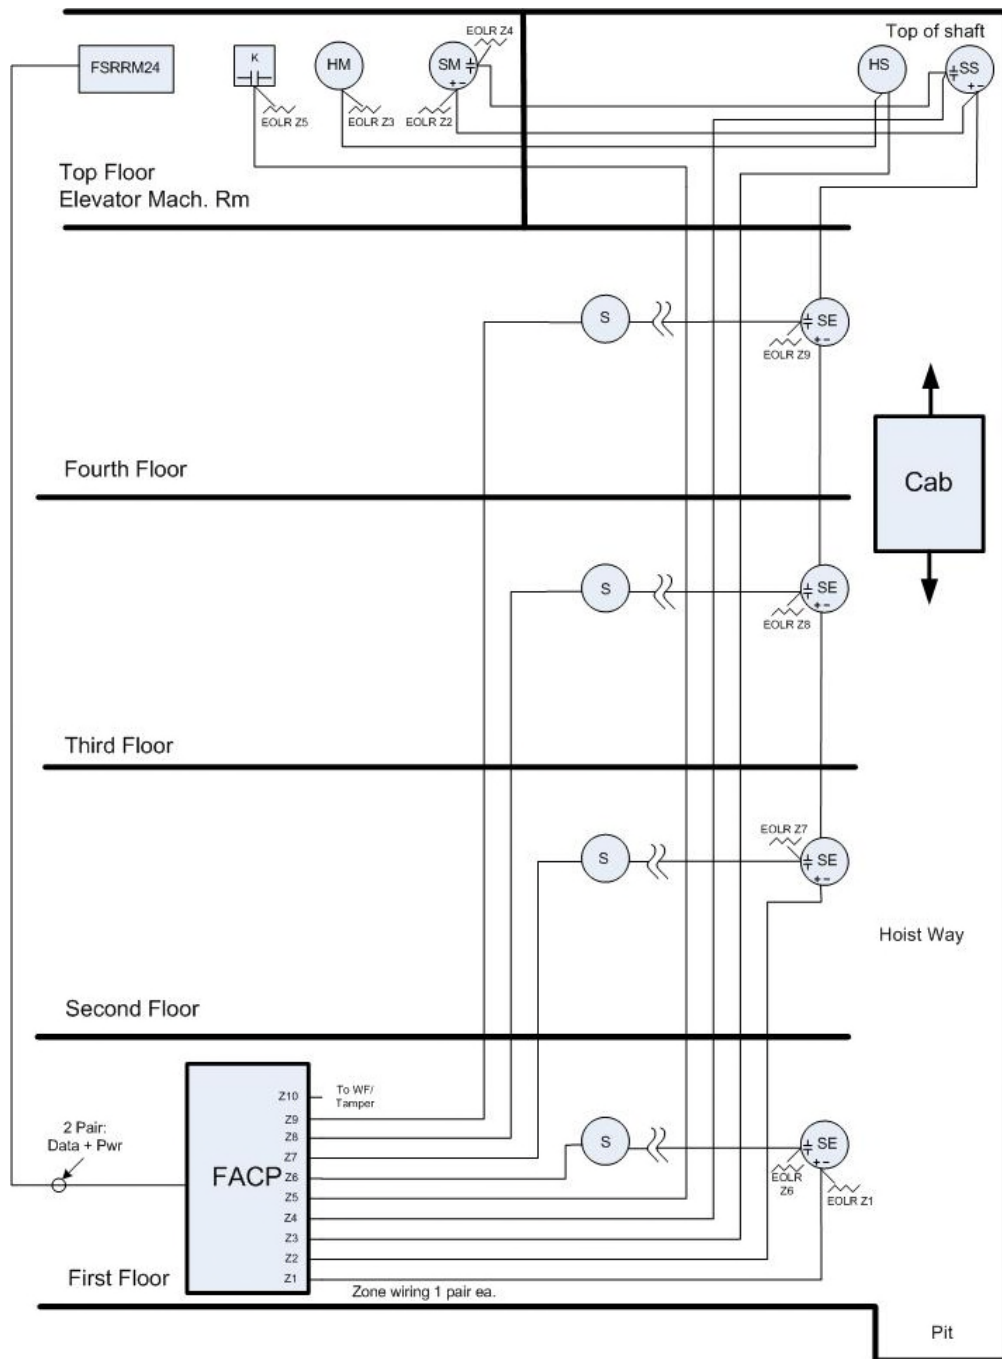 Top of shaft
EOLR Z4
FSRRM24
K
HM
SM
+ -
HS
SS
+ -
EOLR Z5
EOLR Z3
EOLR Z2
Top Floor
Elevator Mach. Rm
S
SE
+ -
EOLR Z9
Fourth Floor
Cab
S
SE
+ -
EOLR Z8
Third Floor
EOLR Z7
S
SE
+ -
Hoist Way
Second Floor
Z10
To WF/
Tamper
Z9
2 Pair:
Data + Pwr
Z8
S
SE
+ -
Z7
FACP
Z6
EOLR
Z6
EOLR Z1
Z5
Z4
Z3
Z2
Z1
First Floor
Zone wiring 1 pair ea.
Pit